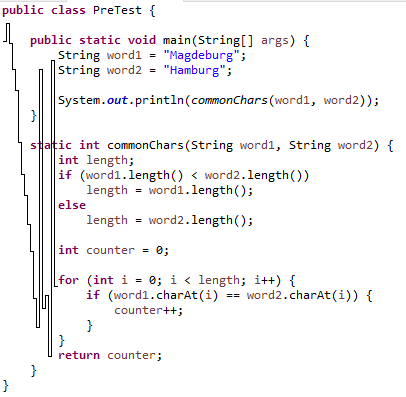 public class PreTest {
public static void main(String[] args) {
String word1 = "Magdeburg";
String word2 = "Hamburg";
System.out.println(commonChars(word1, word2));
}
static int commonChars(String word1, String word2) {
int length;
if (word1.length() < word2.length())
length = word1.length();
else
length = word2.length();
int counter = 0;
for (int i = 0; i < length; i++) {
if (word1.charAt(i) == word2.charAt(i)) {
counter++;
}
}
return counter;
}
}